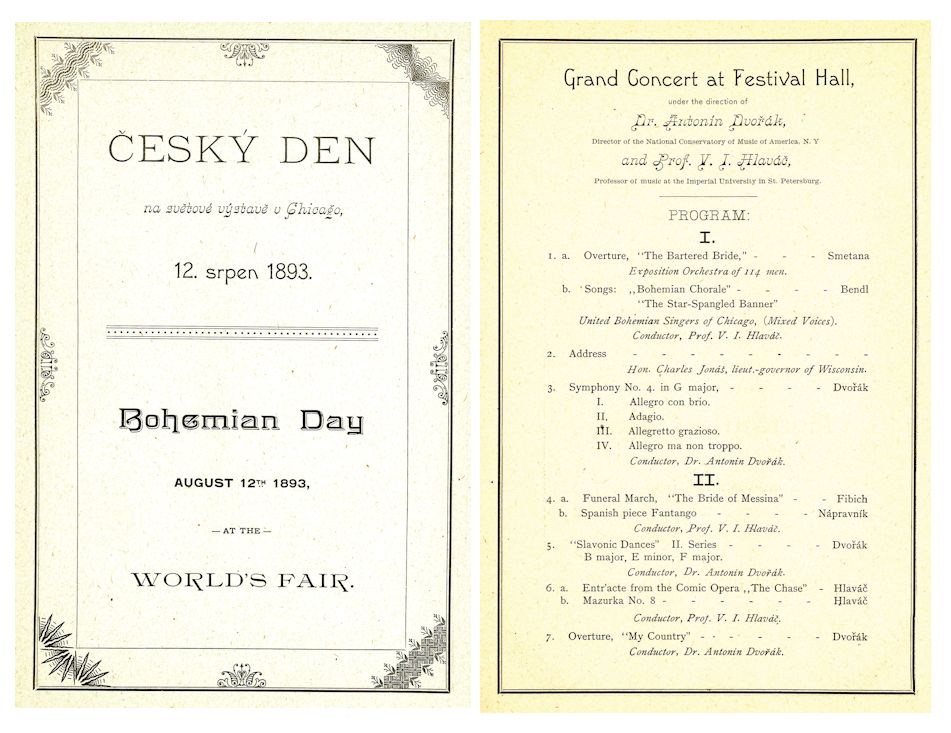 ČESKÝ DEN
na světové výstavě v Chicago,
12. srpen 1893.
Bohemian Day
AUGUST 12TH 1893,
— AT THE —
WORLD'S FAIR.
Grand Concert at Festival Hall,
under the direction of
Dr. Antonín Dvořák,
Director of the National Conservatory of Music of America, N. Y
and Prof. V. I. Hlaváč,
Professor of music at the Imperial University in St. Petersburg.
PROGRAM:
I.
1. a. Overture, "The Bartered Bride," - - - Smetana
Exposition Orchestra of 114 men.
b. Songs: „Bohemian Chorale" - - - - Bendl
"The Star-Spangled Banner"
United Bohemian Singers of Chicago, (Mixed Voices).
Conductor, Prof. V. I. Hlaváč.
2. Address - - - - - - - - -
Hon. Charles Jonáš, lieut.-governor of Wisconsin.
3. Symphony No. 4. in G major, - - - - Dvořák
I. Allegro con brio.
II, Adagio.
III. Allegretto grazioso.
IV. Allegro ma non troppo.
Conductor, Dr. Antonin Dvořák.
II.
4. a. Funeral March, "The Bride of Messina" - - Fibich
b. Spanish piece Fantango - - - - Nápravník
Conductor, Prof. V. I. Hlaváč.
5. "Slavonic Dances" II. Series - - - - Dvořák
B major, E minor, F major.
Conductor, Dr. Antonin Dvořák.
6. a. Entr'acte from the Comic Opera „The Chase" - Hlaváč
b. Mazurka No. 8 - - - - - - - Hlaváč
Conductor, Prof. V. I. Hlaváč.
7. Overture, "My Country" - - - - - - Dvořák
Conductor, Dr. Antonin Dvořák.